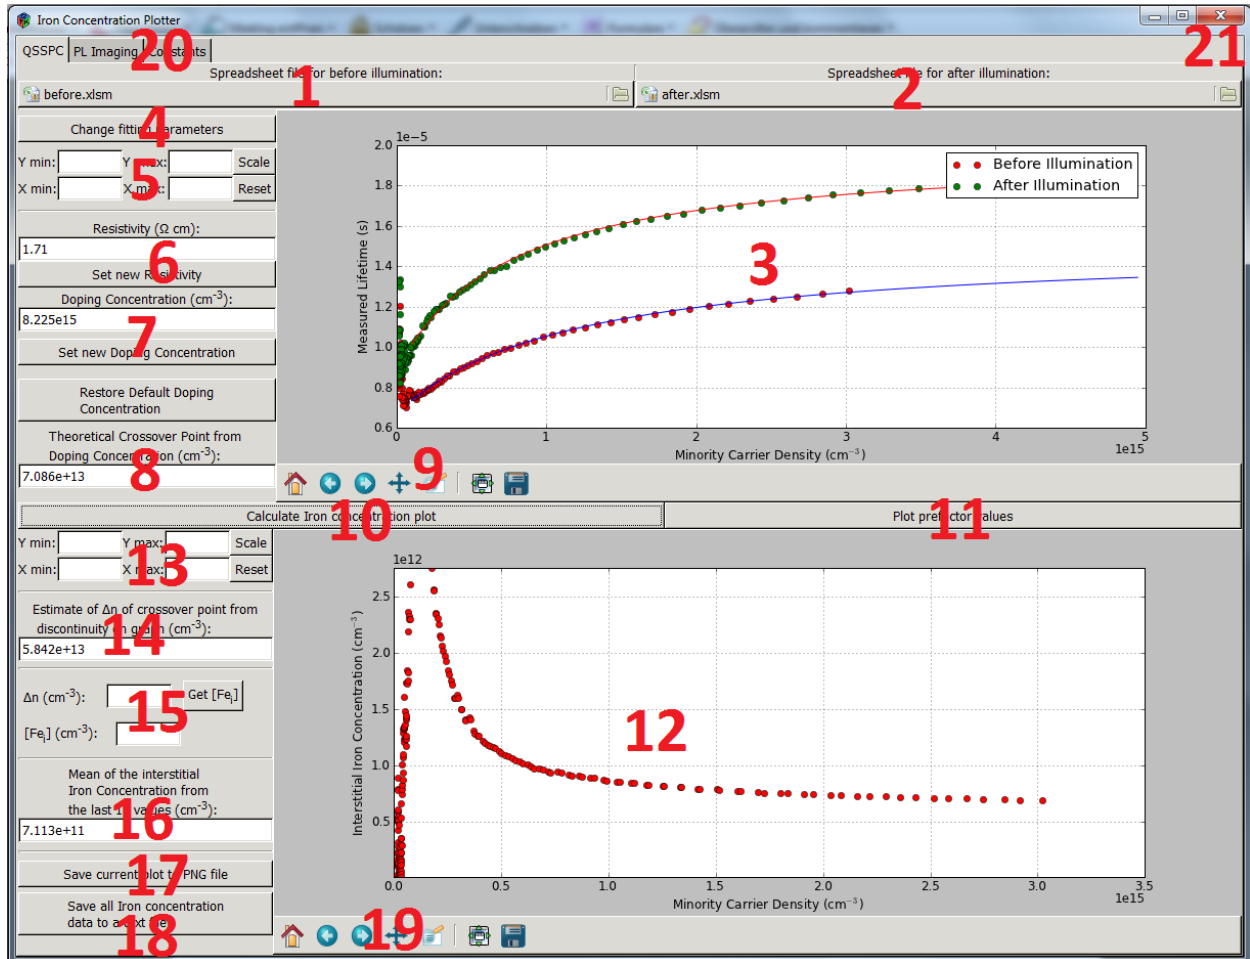 Iron Concentration Plotter
QSSPC PL Imaging Constants
20
21
Spreadsheet file for before illumination:
Spreadsheet file for after illumination:
before.xlsm
1
after.xlsm
2
Change fitting parameters
4
Y min: Y max: Scale
5
X min: X max: Reset
Resistivity (Ω cm):
1.71
6
Set new Resistivity
Doping Concentration (cm⁻³):
8.225e15
7
Set new Doping Concentration
Restore Default Doping
Concentration
Theoretical Crossover Point from
Doping Concentration (cm⁻³):
7.086e+13
8
1e−5
2.0
1.8
1.6
1.4
1.2
1.0
0.8
0.6
Measured Lifetime (s)
Before Illumination
After Illumination
3
0 1 2 3 4 5
1e15
Minority Carrier Density (cm⁻³)
9
Calculate Iron concentration plot
10
Plot prefactor values
11
Y min: Y max: Scale
13
X min: X max: Reset
Estimate of Δn of crossover point from
discontinuity on graph (cm⁻³):
14
5.842e+13
Δn (cm⁻³): Get [Feᵢ]
15
[Feᵢ] (cm⁻³):
Mean of the interstitial
Iron Concentration from
the last 10 values (cm⁻³):
16
7.113e+11
17
Save current plot to PNG file
Save all Iron concentration
data to a text file
18
1e12
2.5
2.0
1.5
1.0
0.5
Interstitial Iron Concentration (cm⁻³)
12
0.0 0.5 1.0 1.5 2.0 2.5 3.0 3.5
1e15
Minority Carrier Density (cm⁻³)
19